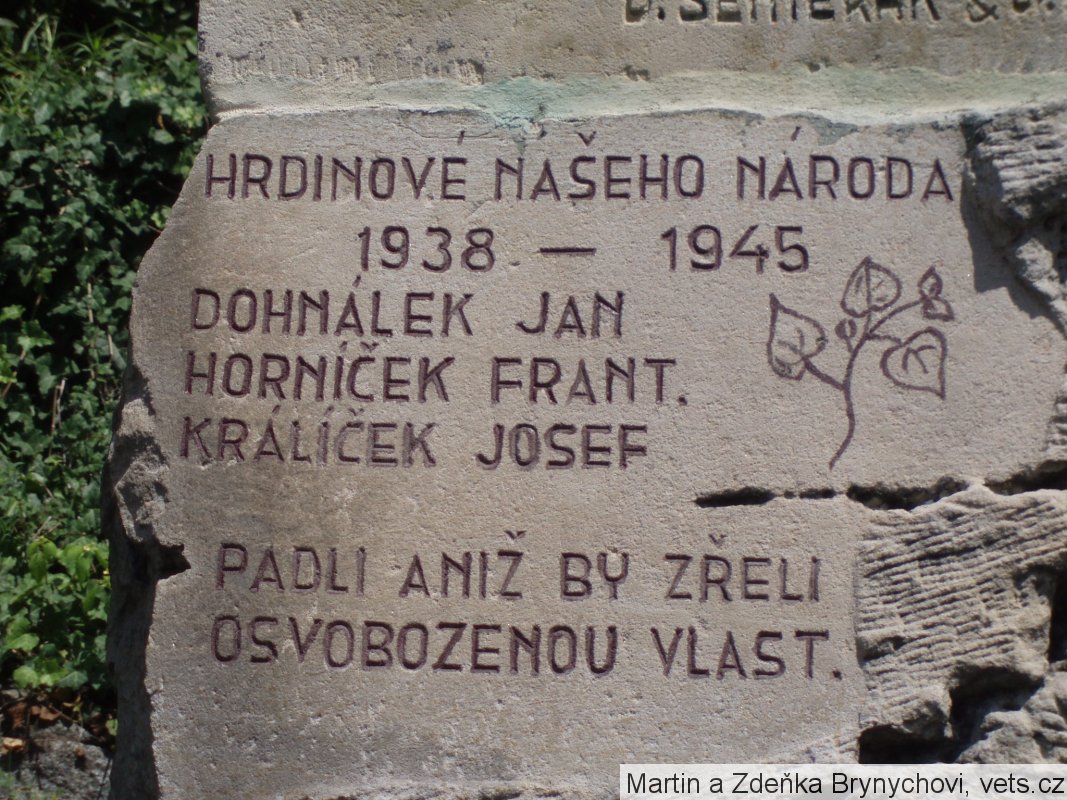 HRDINOVÉ NAŠEHO NÁRODA
1938 — 1945
DOHNÁLEK JAN
HORNÍČEK FRANT.
KRÁLÍČEK JOSEF
PADLI ANIŽ BY ZŘELI
OSVOBOZENOU VLAST.
Martin a Zdeňka Brynychovi, vets.cz